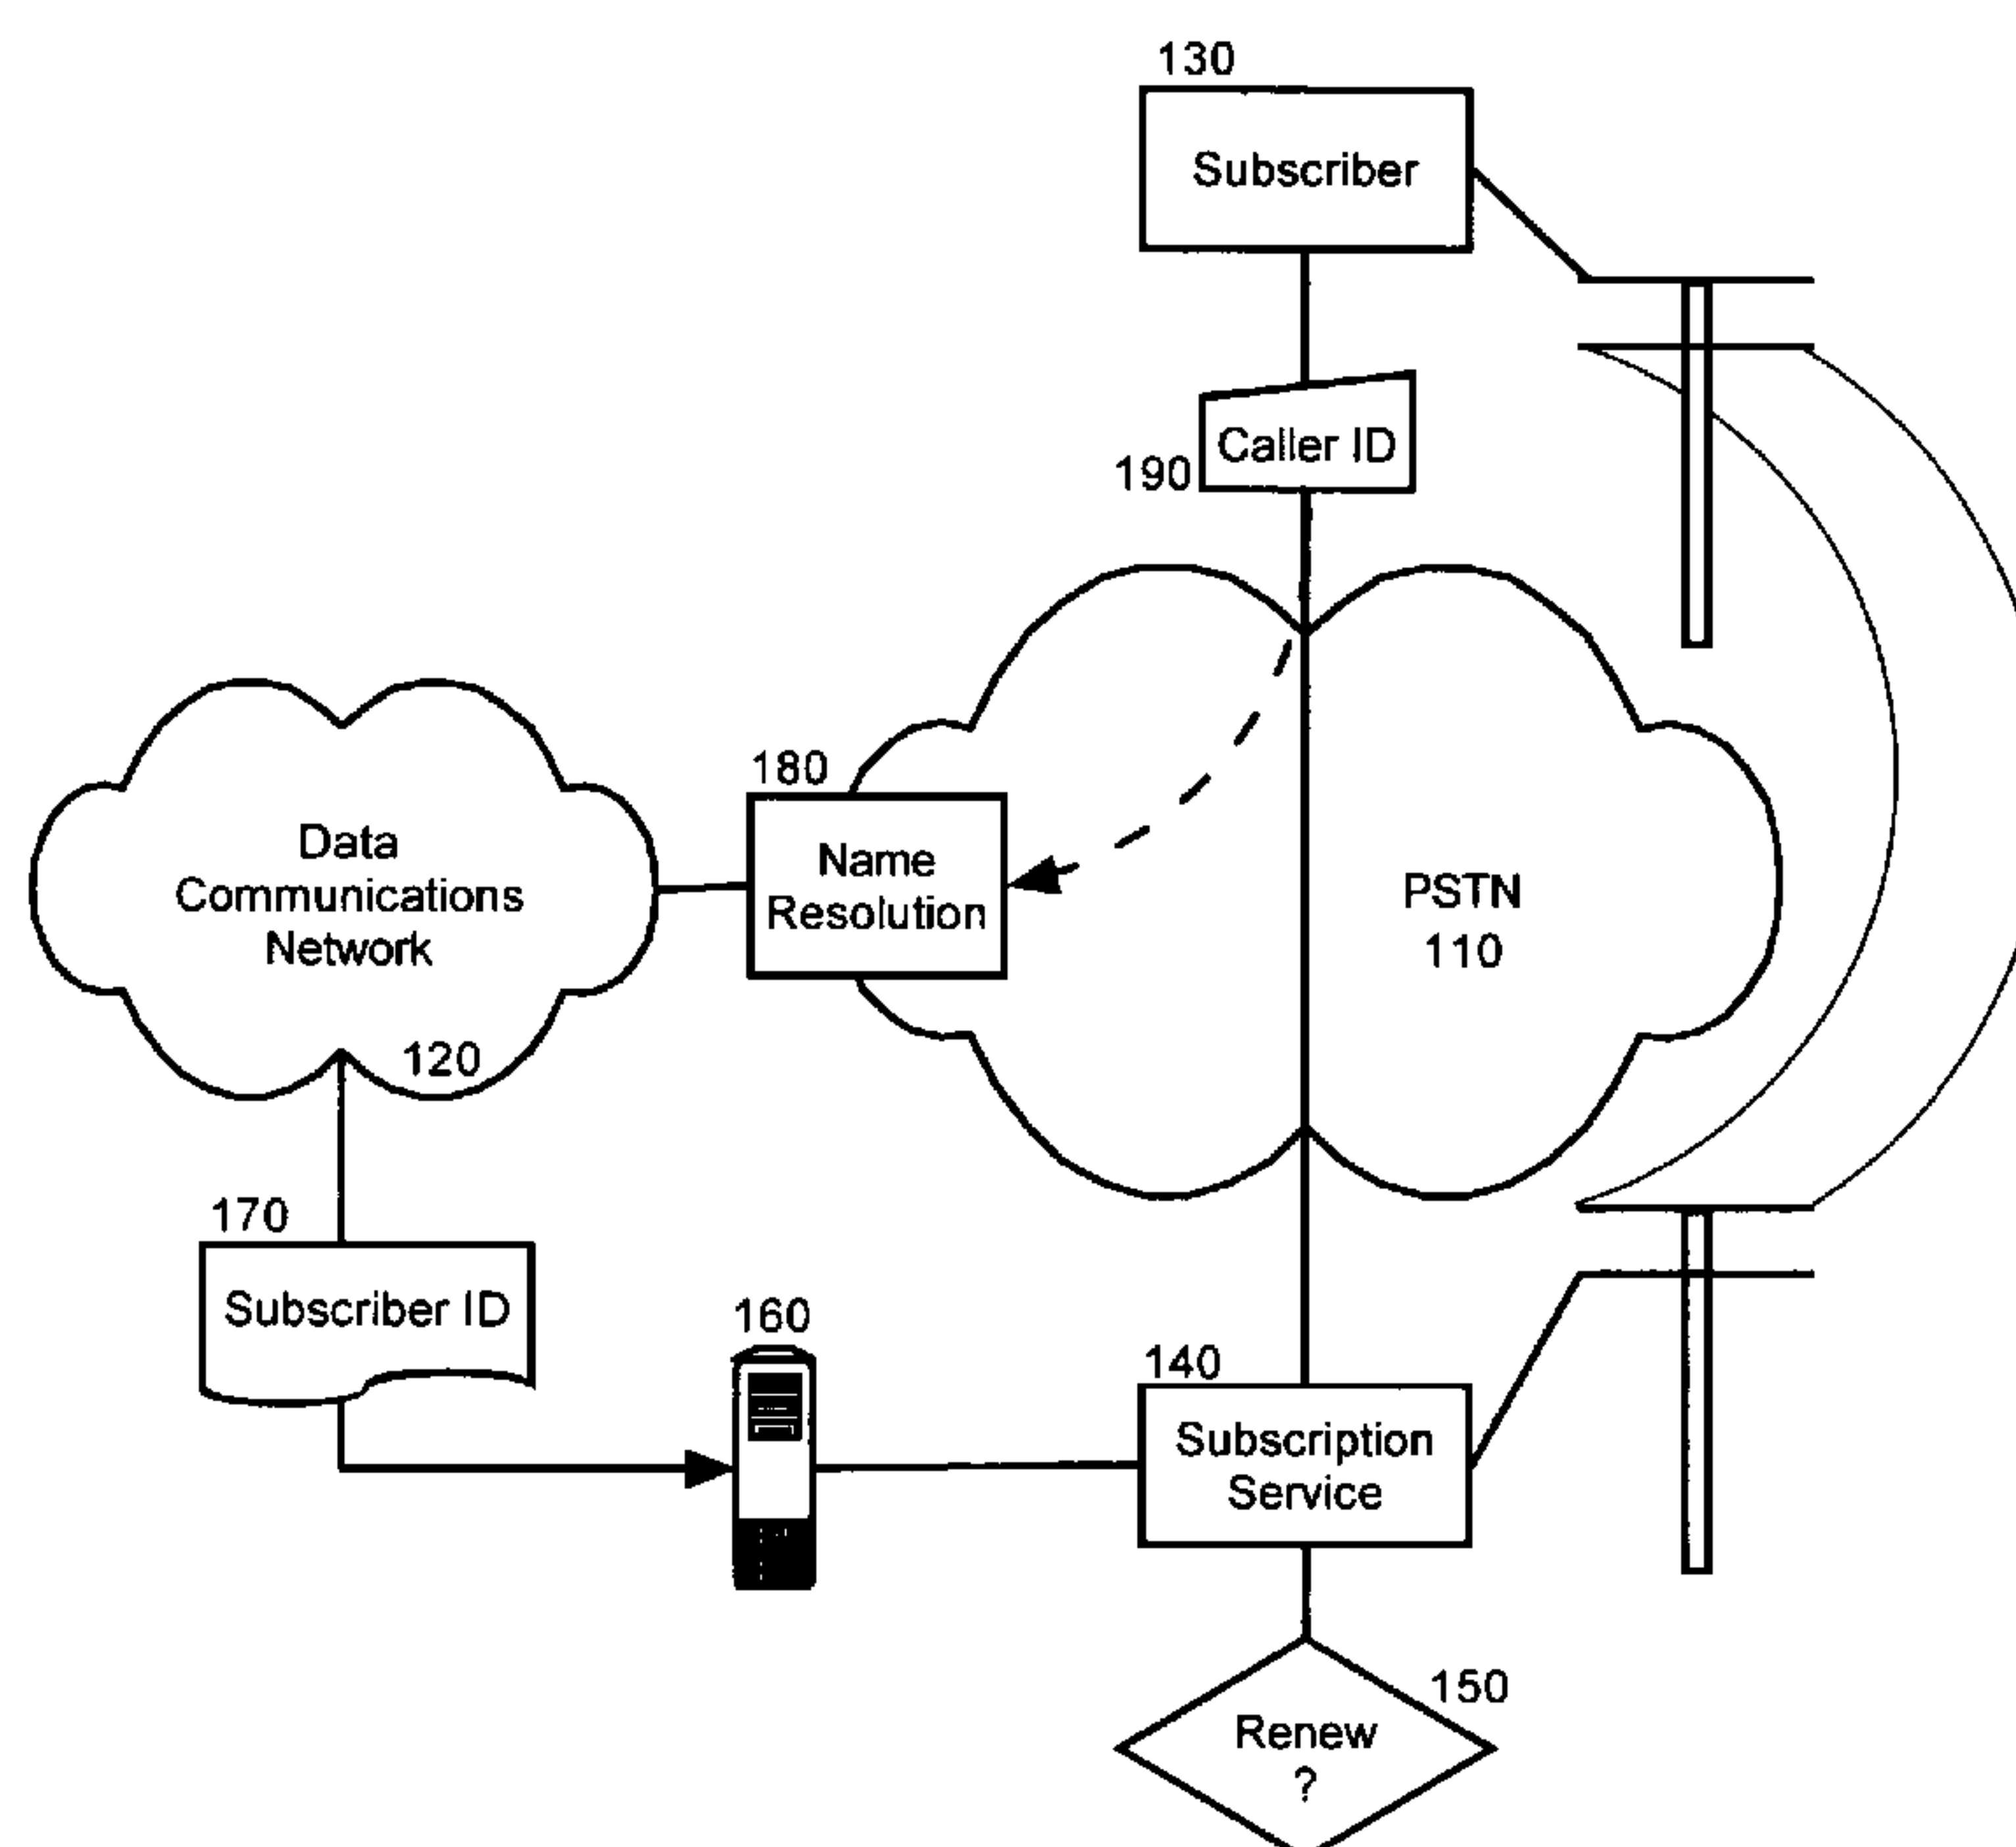 130
Subscriber
Caller ID
190
180
Data
Communications
Network
120
Name
Resolution
PSTN
110
170
Subscriber ID
160
140
Subscription
Service
150
Renew
?